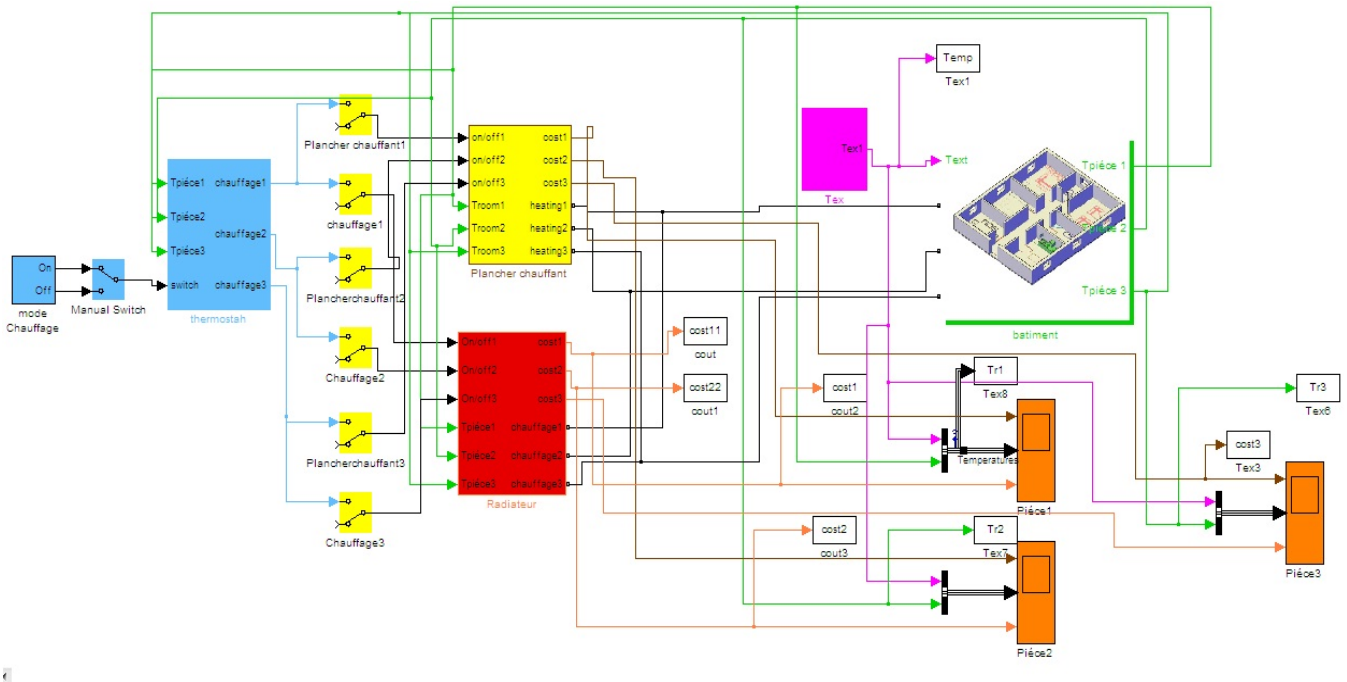 Temp
Tex1
Tex1
Tex
Text
Tpiéce 1
Tpiéce 2
Tpiéce 3
batiment
Plancher chauffant1
chauffage1
Plancherchauffant2
Chauffage2
Plancherchauffant3
Chauffage3
On
Off
mode
Chauffage
Manual Switch
Tpiéce1
Tpiéce2
Tpiéce3
switch
chauffage1
chauffage2
chauffage3
thermostah
on/off1
on/off2
on/off3
Troom1
Troom2
Troom3
cost1
cost2
cost3
heating1
heating2
heating3
Plancher chauffant
On/off1
On/off2
On/off3
Tpiéce1
Tpiéce2
Tpiéce3
cost1
cost2
cost3
chauffage1
chauffage2
chauffage3
Radiateur
cost11
cout
cost22
cout1
cost1
cout2
Tr1
Tex8
2
Temperatures
Piéce1
cost2
cout3
Tr2
Tex7
Piéce2
Tr3
Tex6
cost3
Tex3
Piéce3